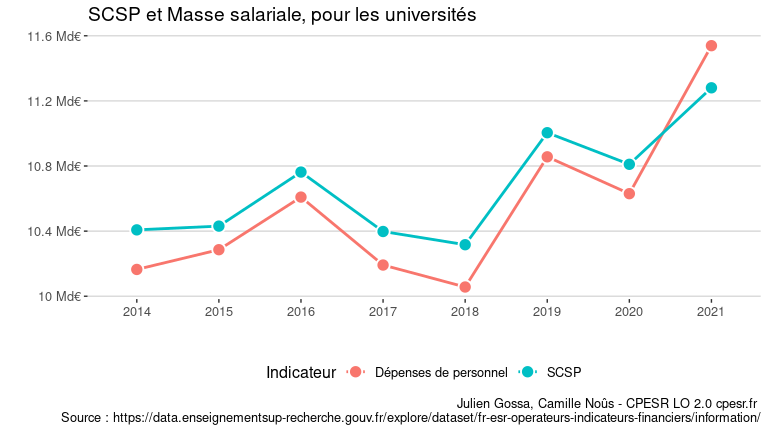 SCSP et Masse salariale, pour les universités
11.6 Md€
11.2 Md€
10.8 Md€
10.4 Md€
10 Md€
2014 2015 2016 2017 2018 2019 2020 2021
Indicateur Dépenses de personnel SCSP
Julien Gossa, Camille Noûs - CPESR LO 2.0 cpesr.fr
Source : https://data.enseignementsup-recherche.gouv.fr/explore/dataset/fr-esr-operateurs-indicateurs-financiers/information/